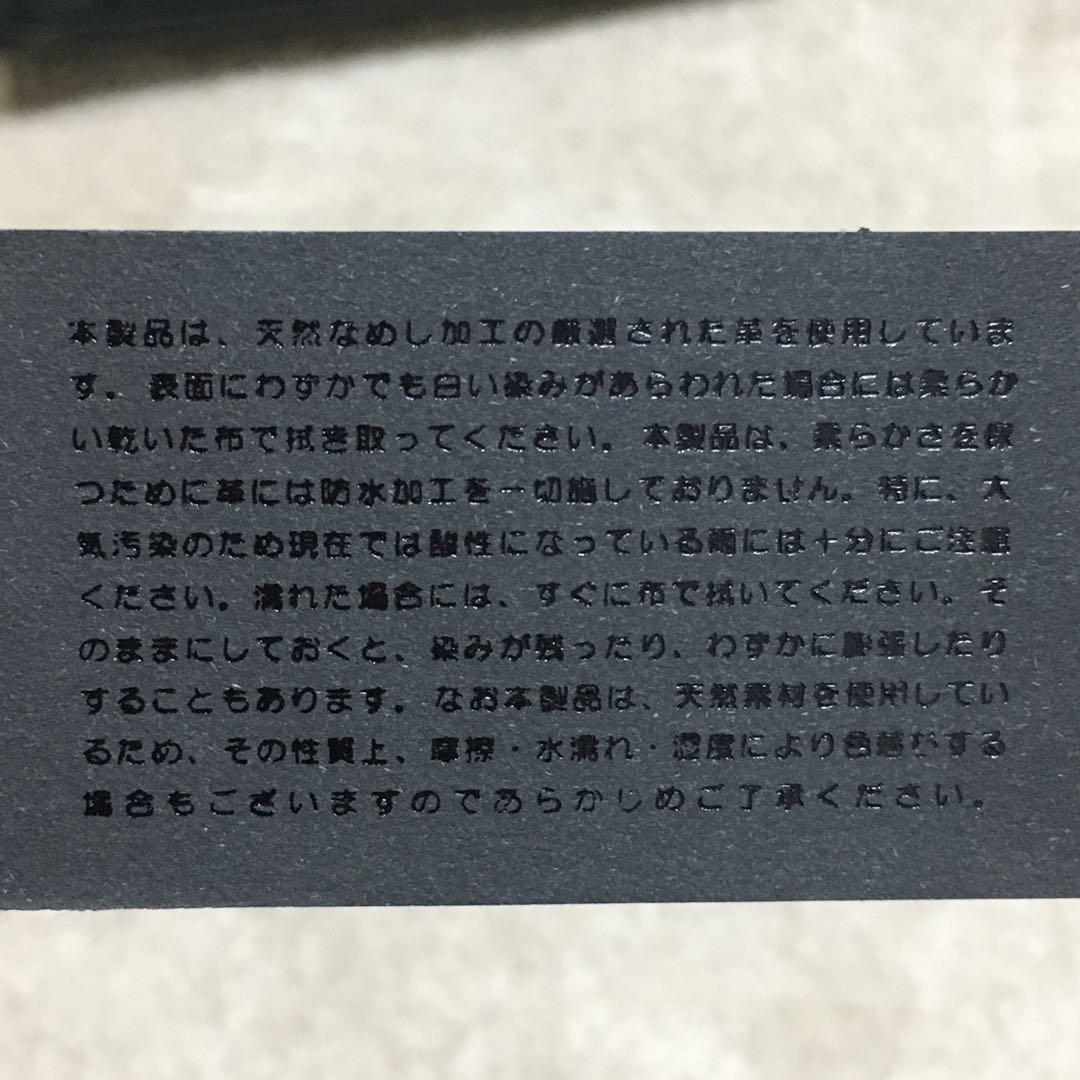 本製品は、天然なめし加工の厳選された革を使用していま
す。表面にわずかでも白い染みがあらわれた場合には柔らか
い乾いた布で拭き取ってください。本製品は、柔らかさを保
つために革には防水加工を一切施しておりません。特に、大
気汚染のため現在では酸性になっている雨には十分にご注意
ください。濡れた場合には、すぐに布で拭いてください。そ
のままにしておくと、染みが残ったり、わずかに膨張したり
することもあります。なお本製品は、天然素材を使用してい
るため、その性質上、摩擦・水濡れ・湿度により色落ちする
場合もございますのであらかじめご了承ください。